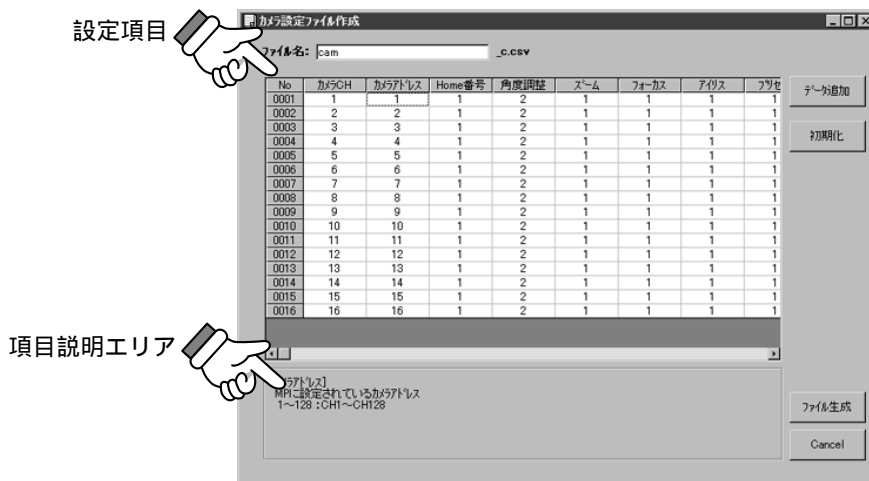 設定項目
カメラ設定ファイル作成
ファイル名: cam _c.csv
No カメラCH カメラアドレス Home番号 角度調整 ズーム フォーカス アイリス プリセ
0001 1 1 1 2 1 1 1 1
0002 2 2 1 2 1 1 1 1
0003 3 3 1 2 1 1 1 1
0004 4 4 1 2 1 1 1 1
0005 5 5 1 2 1 1 1 1
0006 6 6 1 2 1 1 1 1
0007 7 7 1 2 1 1 1 1
0008 8 8 1 2 1 1 1 1
0009 9 9 1 2 1 1 1 1
0010 10 10 1 2 1 1 1 1
0011 11 11 1 2 1 1 1 1
0012 12 12 1 2 1 1 1 1
0013 13 13 1 2 1 1 1 1
0014 14 14 1 2 1 1 1 1
0015 15 15 1 2 1 1 1 1
0016 16 16 1 2 1 1 1 1
データ追加
初期化
項目説明エリア
メラアドレス]
MPIに設定されているカメラアドレス
1～128 :CH1～CH128
ファイル生成
Cancel